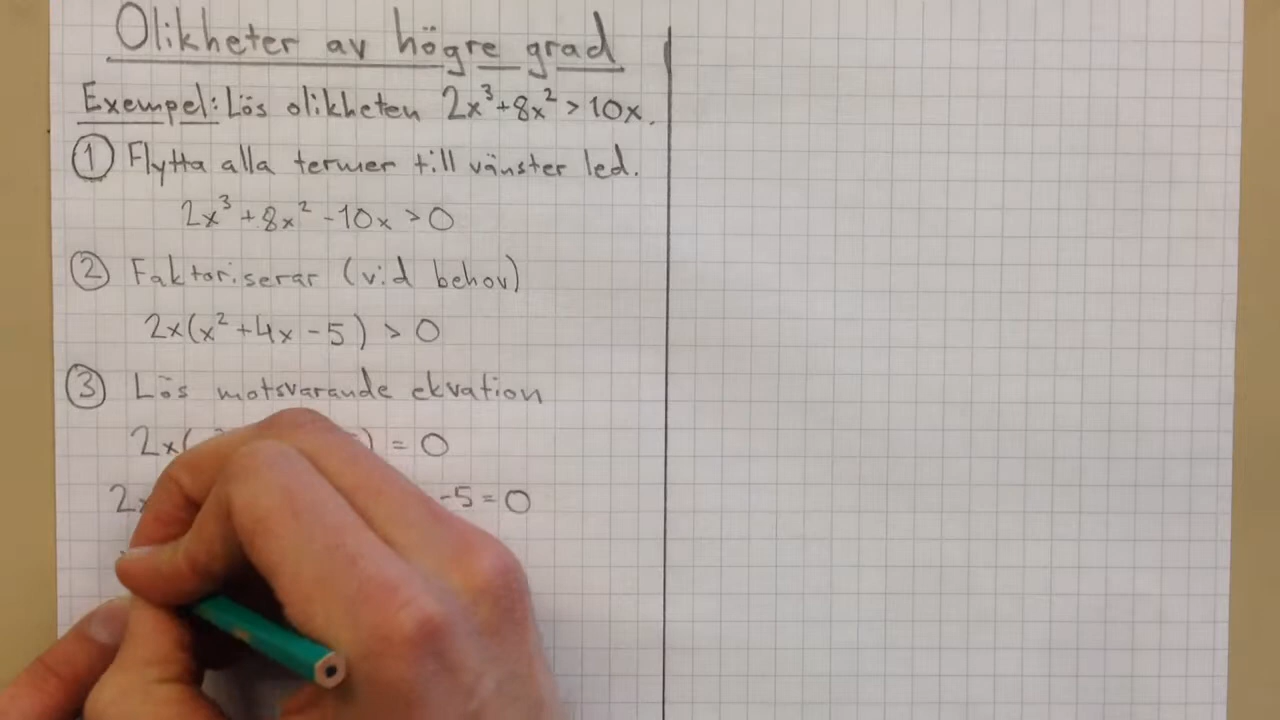 Olikheter av högre grad
Exempel: Lös olikheten 2x³+8x²>10x.
① Flytta alla termer till vänster led.
2x³+8x²-10x>0
② Faktoriserar (vid behov)
2x(x²+4x-5)>0
③ Lös motsvarande ekvation
2x( ) = 0
2x -5=0